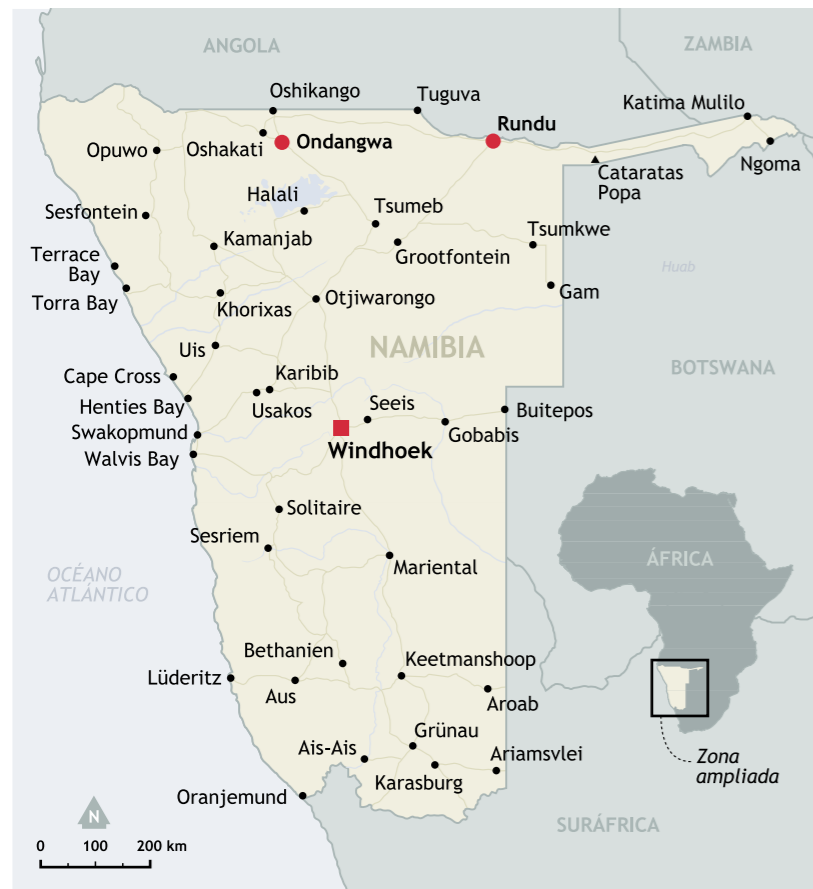 ANGOLA
ZAMBIA
Oshikango
Tuguva
Katima Mulilo
Rundu
Opuwo
Oshakati
Ondangwa
Cataratas
Popa
Ngoma
Halali
Sesfontein
Tsumeb
Tsumkwe
Kamanjab
Grootfontein
Terrace
Bay
Huab
Torra Bay
Khorixas
Otjiwarongo
Gam
Uis
NAMIBIA
BOTSWANA
Cape Cross
Karibib
Henties Bay
Usakos
Seeis
Buitepos
Swakopmund
Gobabis
Walvis Bay
Windhoek
Solitaire
Sesriem
Mariental
ÁFRICA
OCÉANO
ATLÁNTICO
Bethanien
Keetmanshoop
Lüderitz
Aus
Aroab
Grünau
Ais-Ais
Ariamsvlei
Karasburg
Zona
ampliada
Oranjemund
N
SURÁFRICA
0 100 200 km